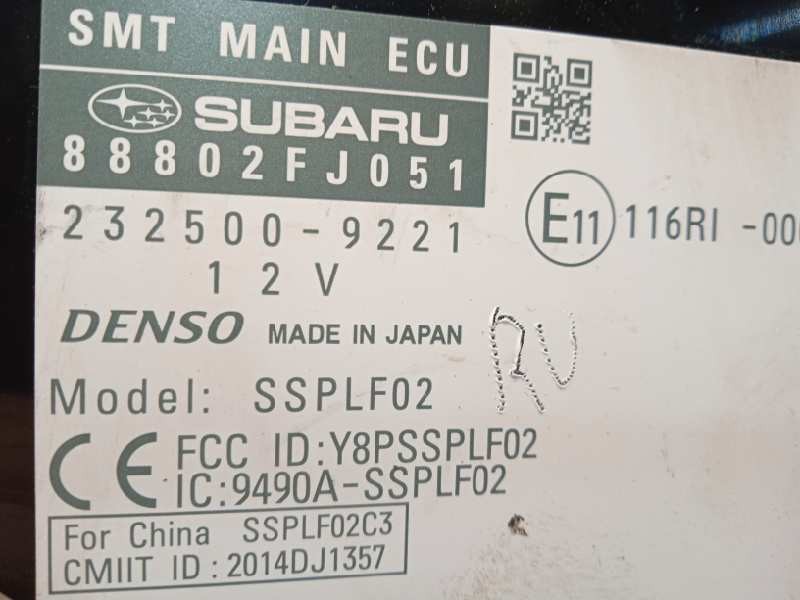 SMT MAIN ECU
SUBARU
88802FJ051
232500-9221
12V
E11 116RI -00
DENSO MADE IN JAPAN
RU
Model: SSPLF02
CE FCC ID:Y8PSSPLF02
IC:9490A-SSPLF02
For China SSPLF02C3
CMIIT ID:2014DJ1357